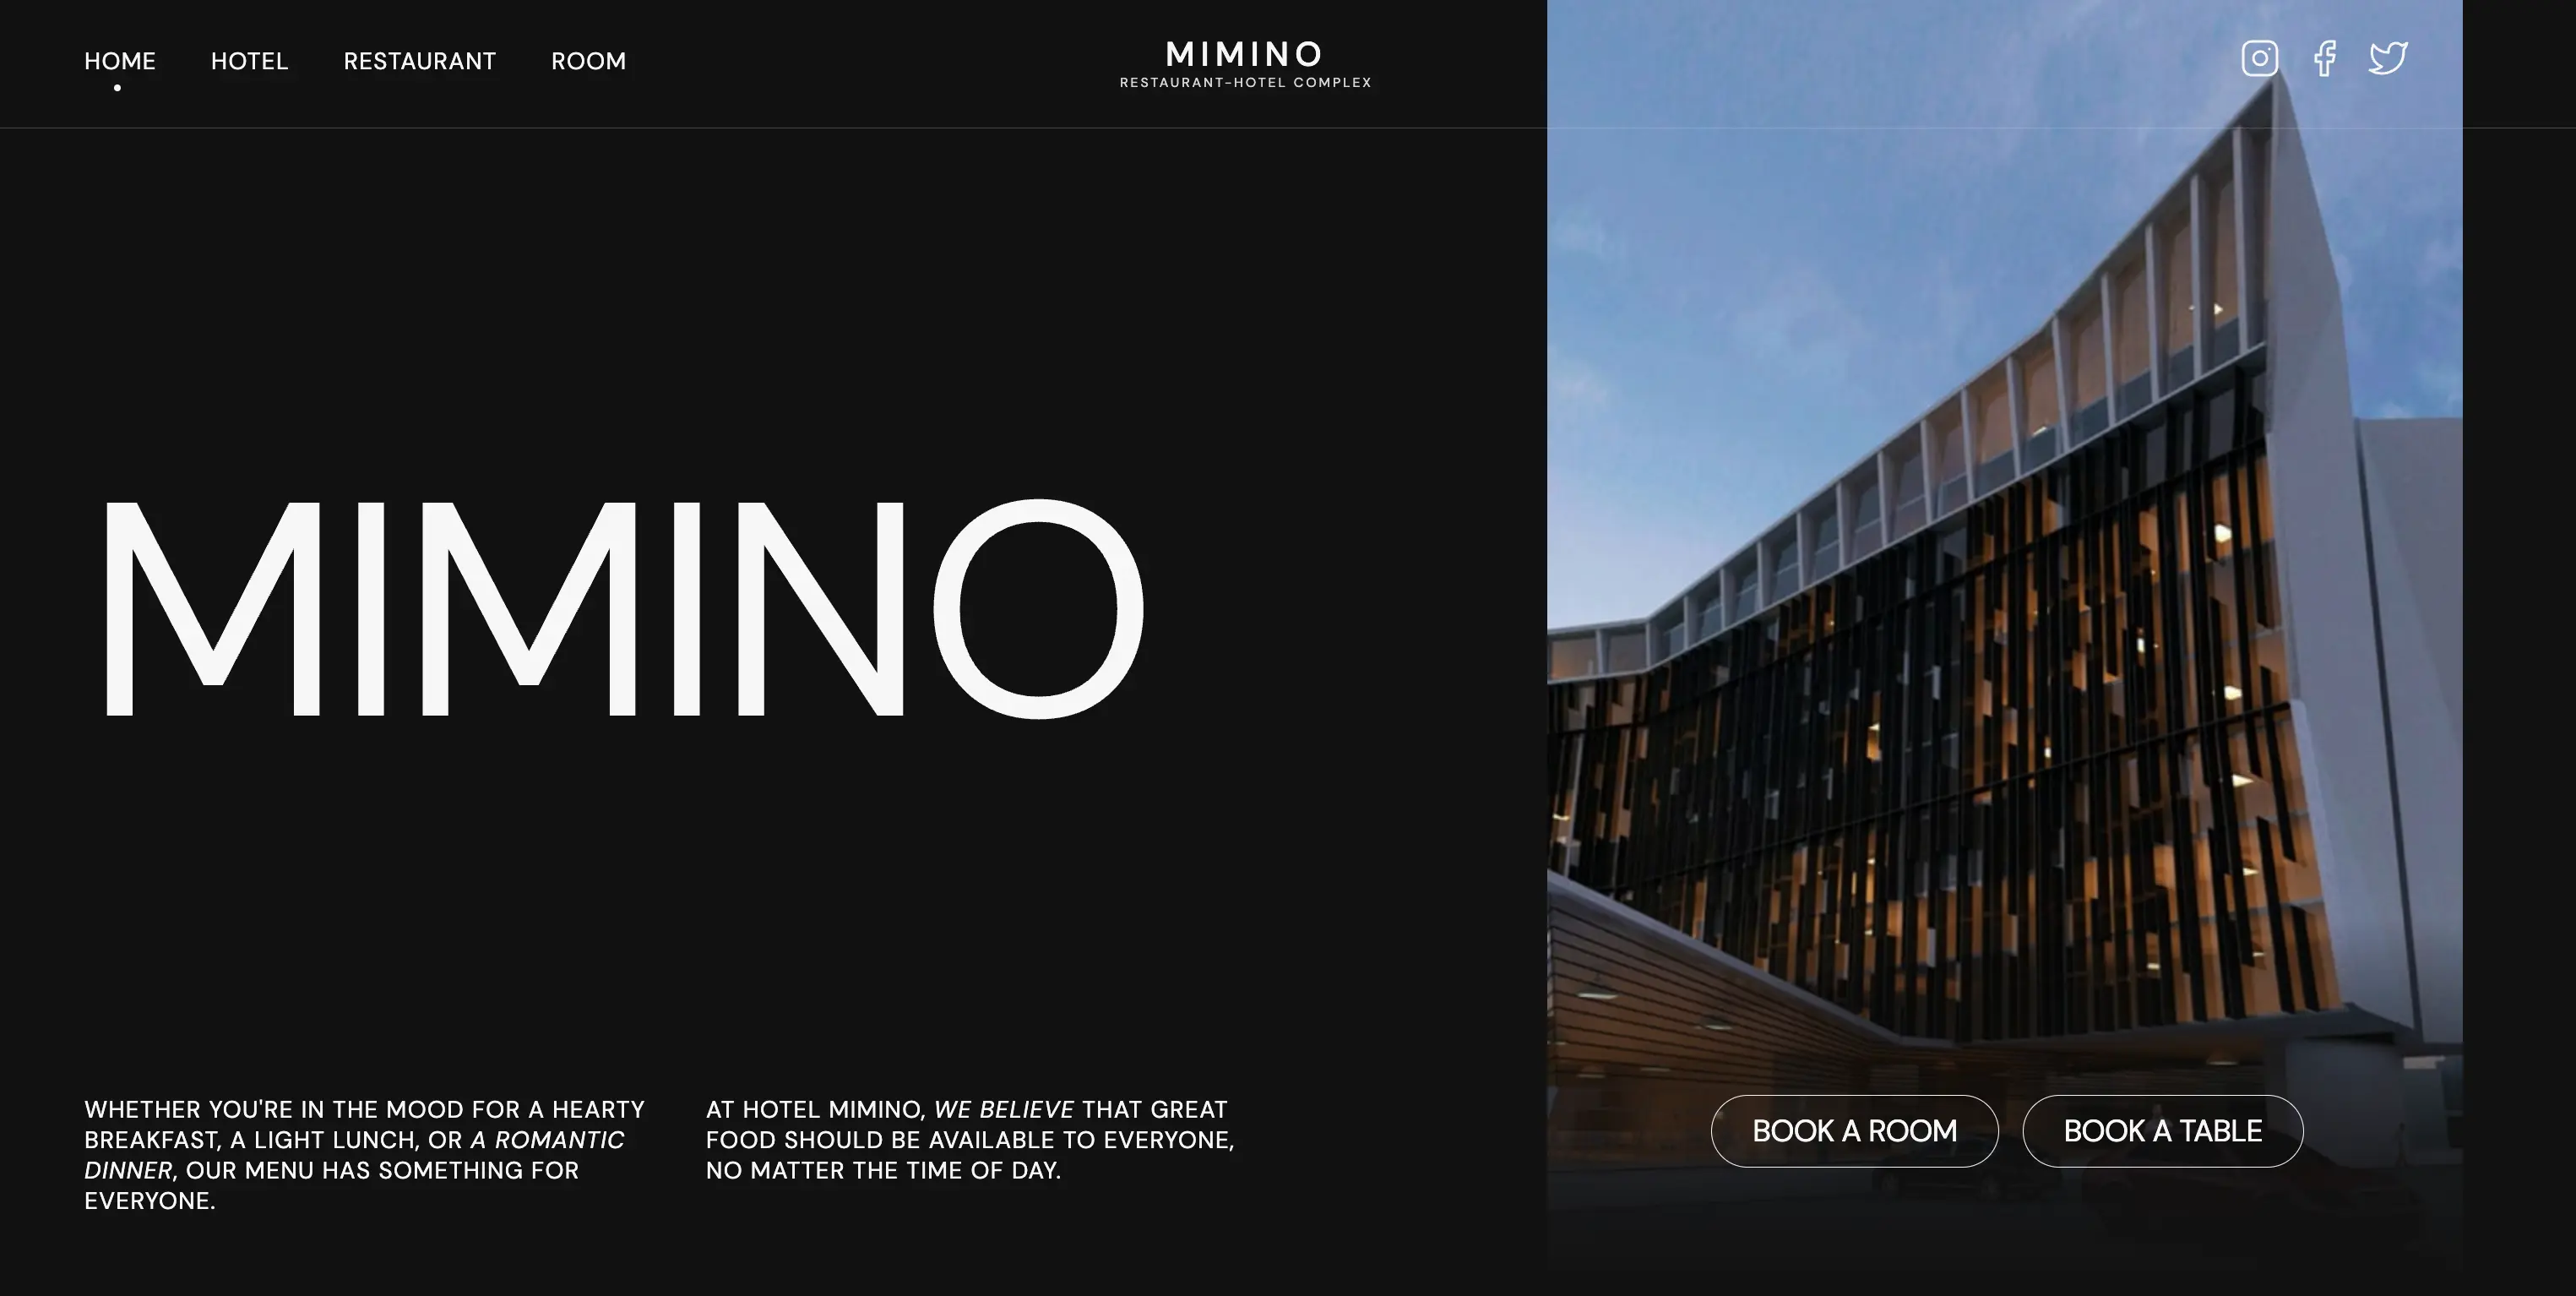 HOME
HOTEL
RESTAURANT
ROOM
MIMINO
RESTAURANT-HOTEL COMPLEX
MIMINO
WHETHER YOU'RE IN THE MOOD FOR A HEARTY
BREAKFAST, A LIGHT LUNCH, OR A ROMANTIC
DINNER, OUR MENU HAS SOMETHING FOR
EVERYONE.
AT HOTEL MIMINO, WE BELIEVE THAT GREAT
FOOD SHOULD BE AVAILABLE TO EVERYONE,
NO MATTER THE TIME OF DAY.
BOOK A ROOM
BOOK A TABLE